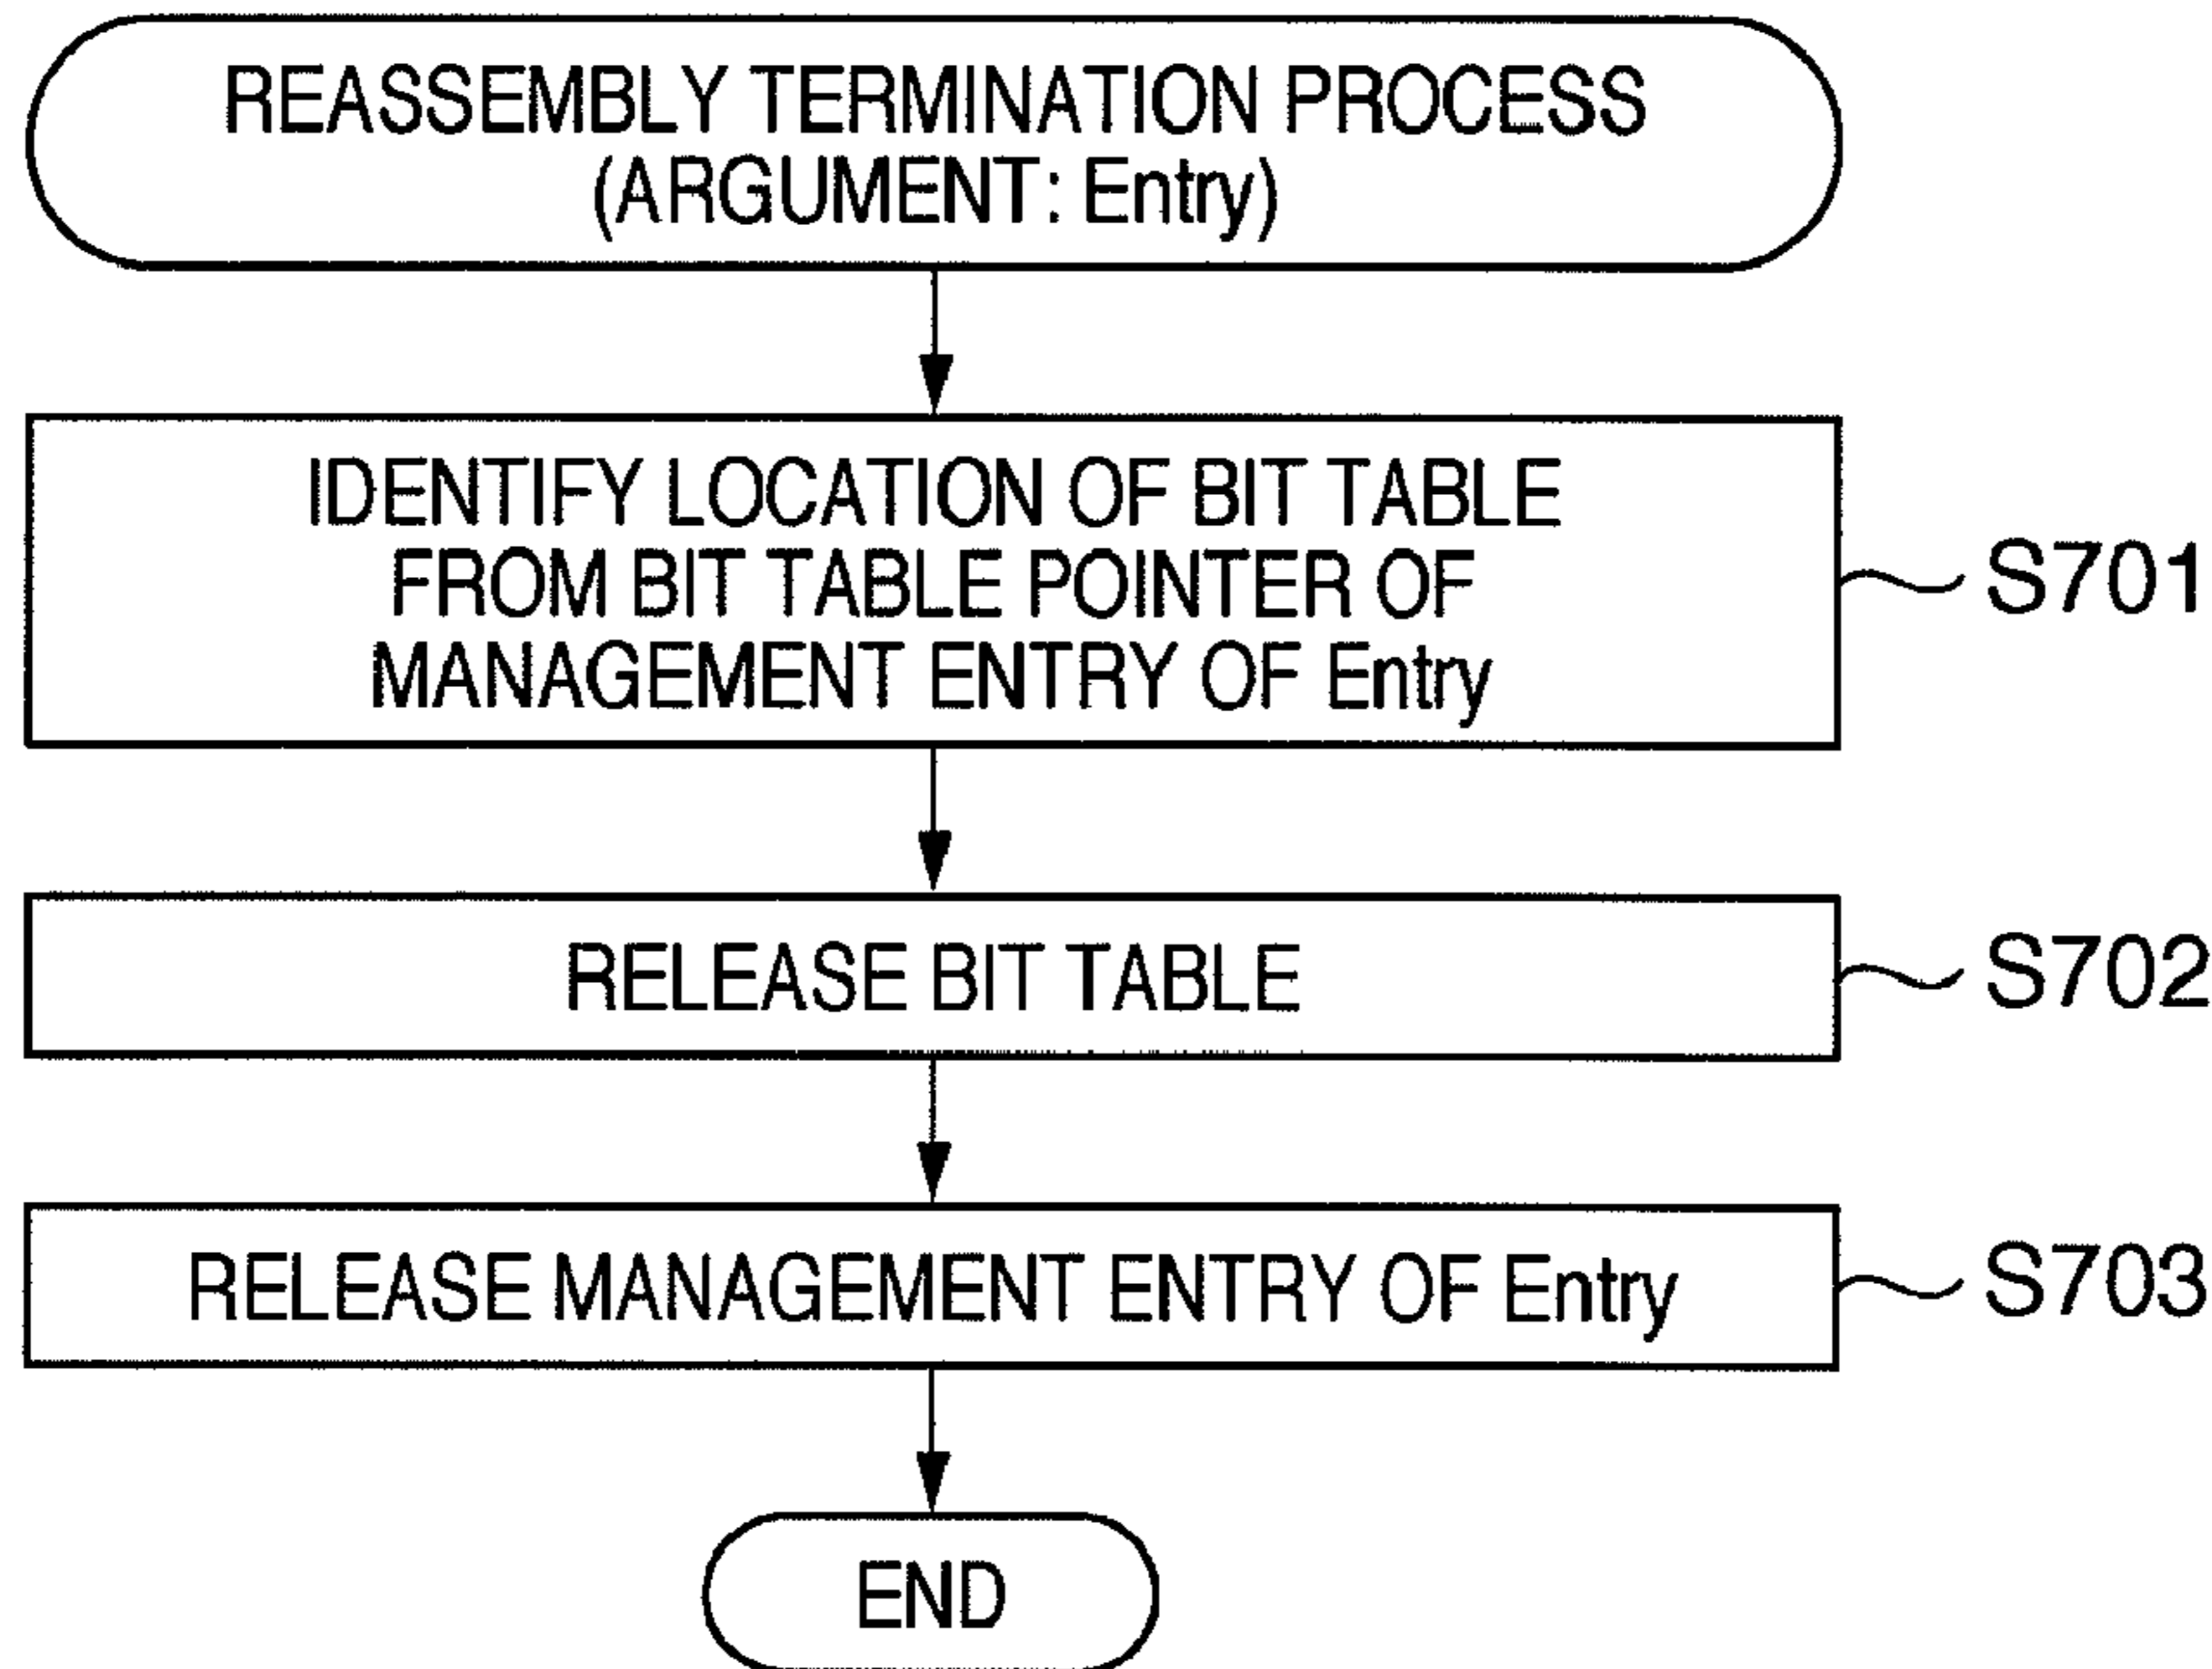 REASSEMBLY TERMINATION PROCESS
(ARGUMENT: Entry)
IDENTIFY LOCATION OF BIT TABLE
FROM BIT TABLE POINTER OF
MANAGEMENT ENTRY OF Entry
S701
RELEASE BIT TABLE
S702
RELEASE MANAGEMENT ENTRY OF Entry
S703
END